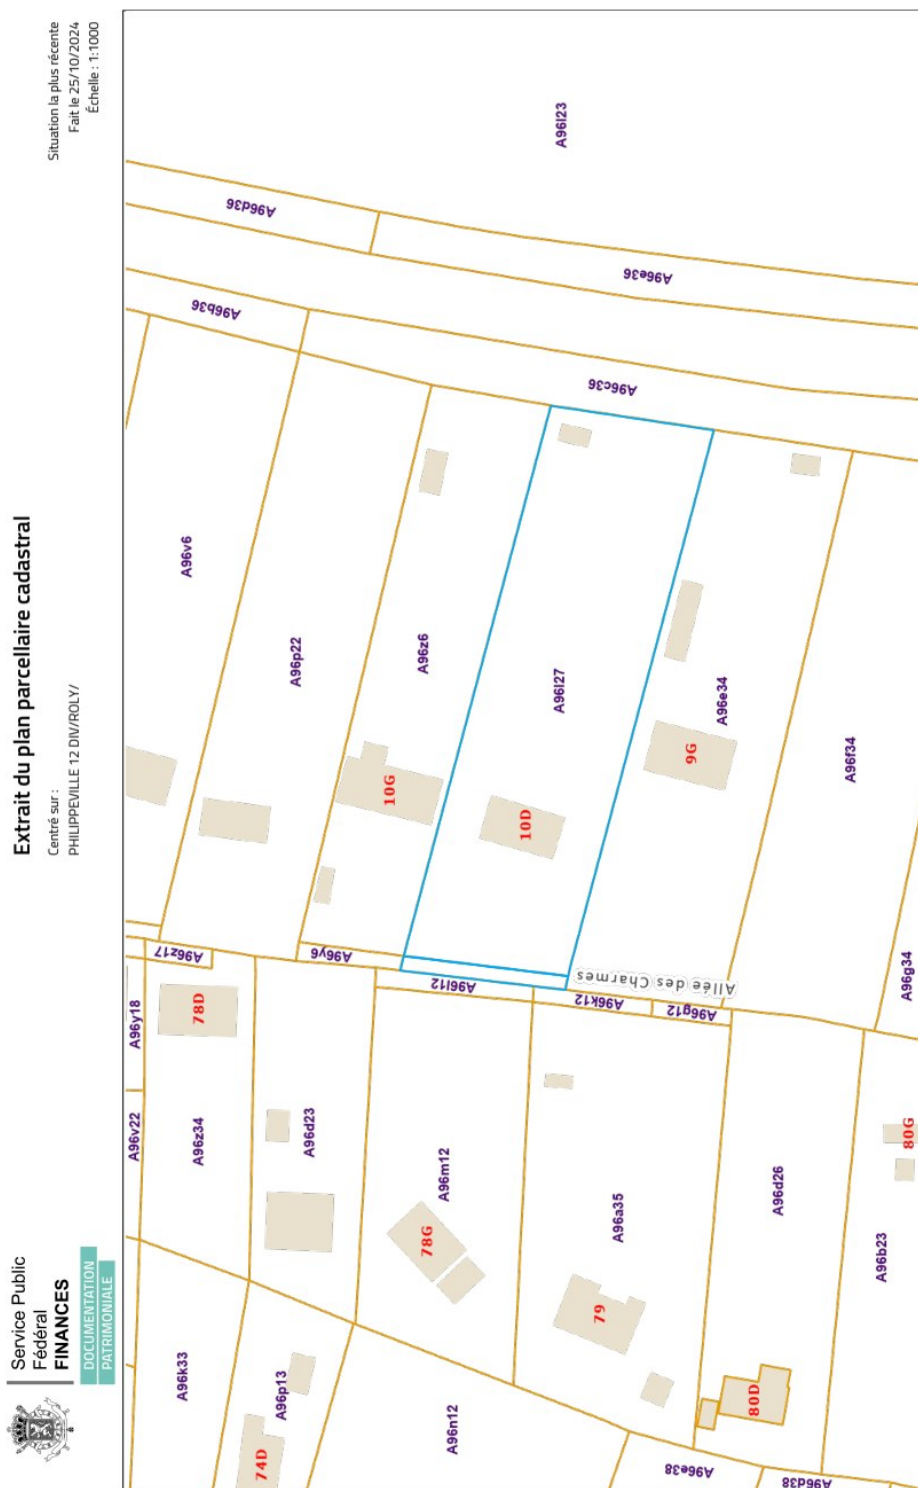 Service Public
Fédéral
FINANCES
DOCUMENTATION
PATRIMONIALE
Extrait du plan parcellaire cadastral
Centré sur :
PHILIPPEVILLE 12 DIV/ROLY/
Situation la plus récente
Fait le 25/10/2024
Échelle : 1:1000
A96k33
A96v22
A96y18
A96z17
A96v6
A96b36
A96d36
A96z34
78D
A96p13
74D
A96d23
A96y6
A96p22
A96n12
A96m12
78G
A96l12
10G
A96z6
A96l23
A96a35
79
A96k12
Allée des Charmes
10D
A96l27
A96c36
A96e36
A96e38
80D
A96g12
9G
A96e34
A96d26
A96d38
A96b23
80G
A96f34
A96g34